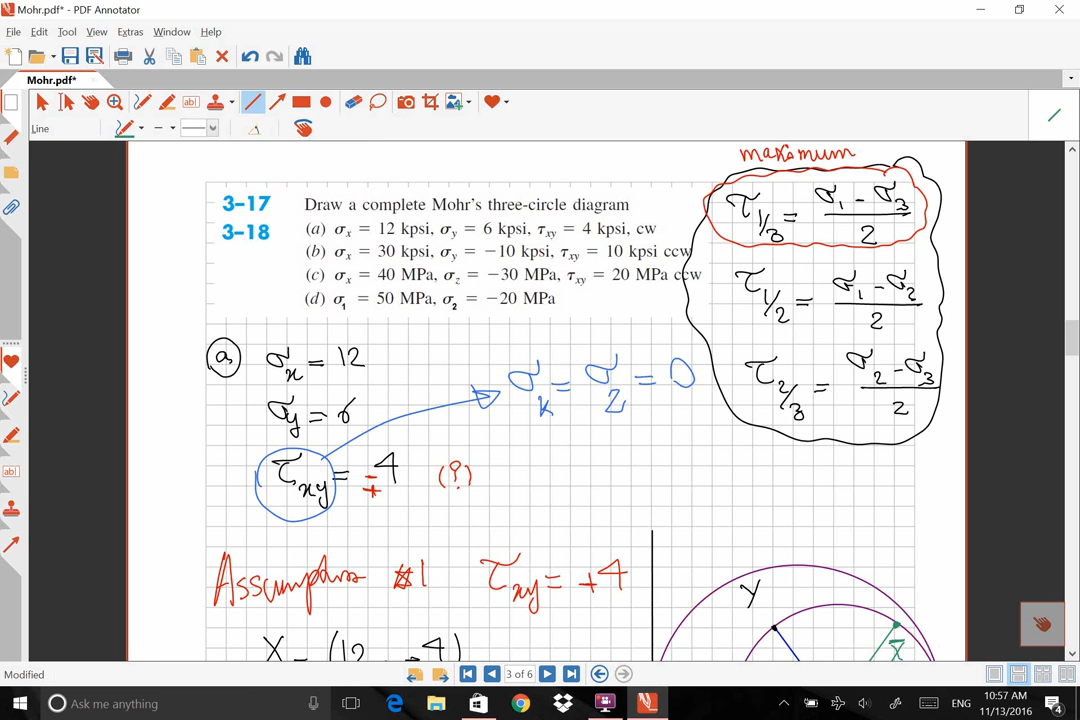 Mohr.pdf* - PDF Annotator
File Edit Tool View Extras Window Help
Mohr.pdf*
Line
maximum
3–17 Draw a complete Mohr’s three-circle diagram
3–18 (a) σx = 12 kpsi, σy = 6 kpsi, τxy = 4 kpsi, cw
(b) σx = 30 kpsi, σy = −10 kpsi, τxy = 10 kpsi ccw
(c) σx = 40 MPa, σz = −30 MPa, τxy = 20 MPa ccw
(d) σ1 = 50 MPa, σ2 = −20 MPa
τ1/3 = σ1 - σ3 / 2
τ1/2 = σ1 - σ2 / 2
τ2/3 = σ2 - σ3 / 2
a σx = 12
σy = 6
σk = σz = 0
τxy = ± 4 (?)
#1 τxy = +4
y
x
Modified
3 of 6
Ask me anything
ENG
10:57 AM
11/13/2016
4